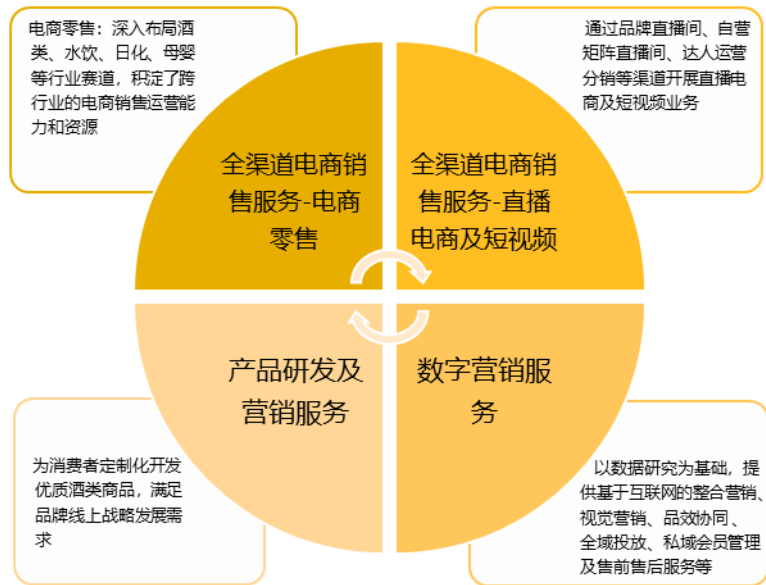 电商零售：深入布局酒
类、水饮、日化、母婴
等行业赛道，积淀了跨
行业的电商销售运营能
力和资源
通过品牌直播间、自营
矩阵直播间、达人运营
分销等渠道开展直播电
商及短视频业务
全渠道电商销
售服务-电商
零售
全渠道电商销
售服务-直播
电商及短视频
产品研发及
营销服务
数字营销服
务
为消费者定制化开发
优质酒类商品，满足
品牌线上战略发展需
求
以数据研究为基础，提
供基于互联网的整合营销、
视觉营销、品效协同、
全域投放、私域会员管理
及售前售后服务等